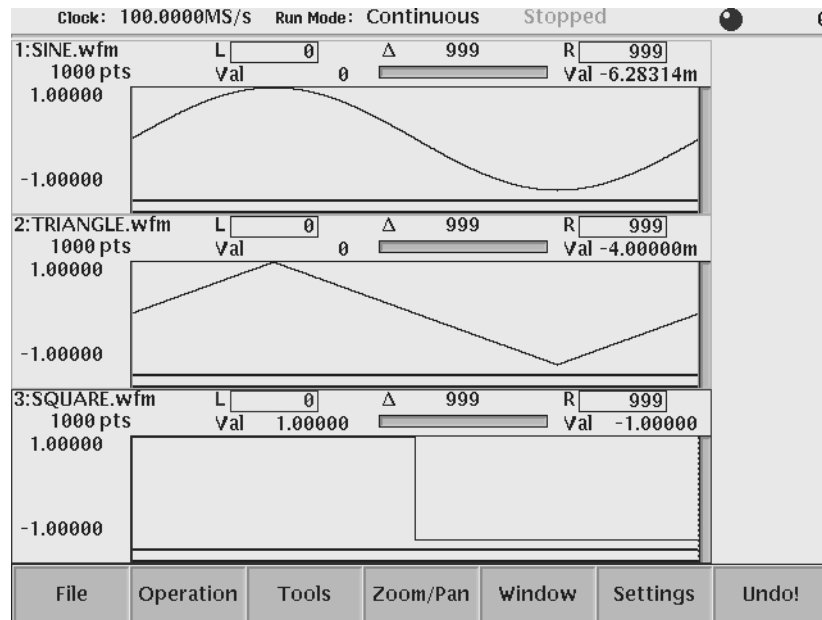 Clock: 100.0000MS/s Run Mode: Continuous Stopped
1:SINE.wfm L 0 Δ 999 R 999
1000 pts Val 0 Val -6.28314m
1.00000
-1.00000
2:TRIANGLE.wfm L 0 Δ 999 R 999
1000 pts Val 0 Val -4.00000m
1.00000
-1.00000
3:SQUARE.wfm L 0 Δ 999 R 999
1000 pts Val 1.00000 Val -1.00000
1.00000
-1.00000
File Operation Tools Zoom/Pan Window Settings Undo!